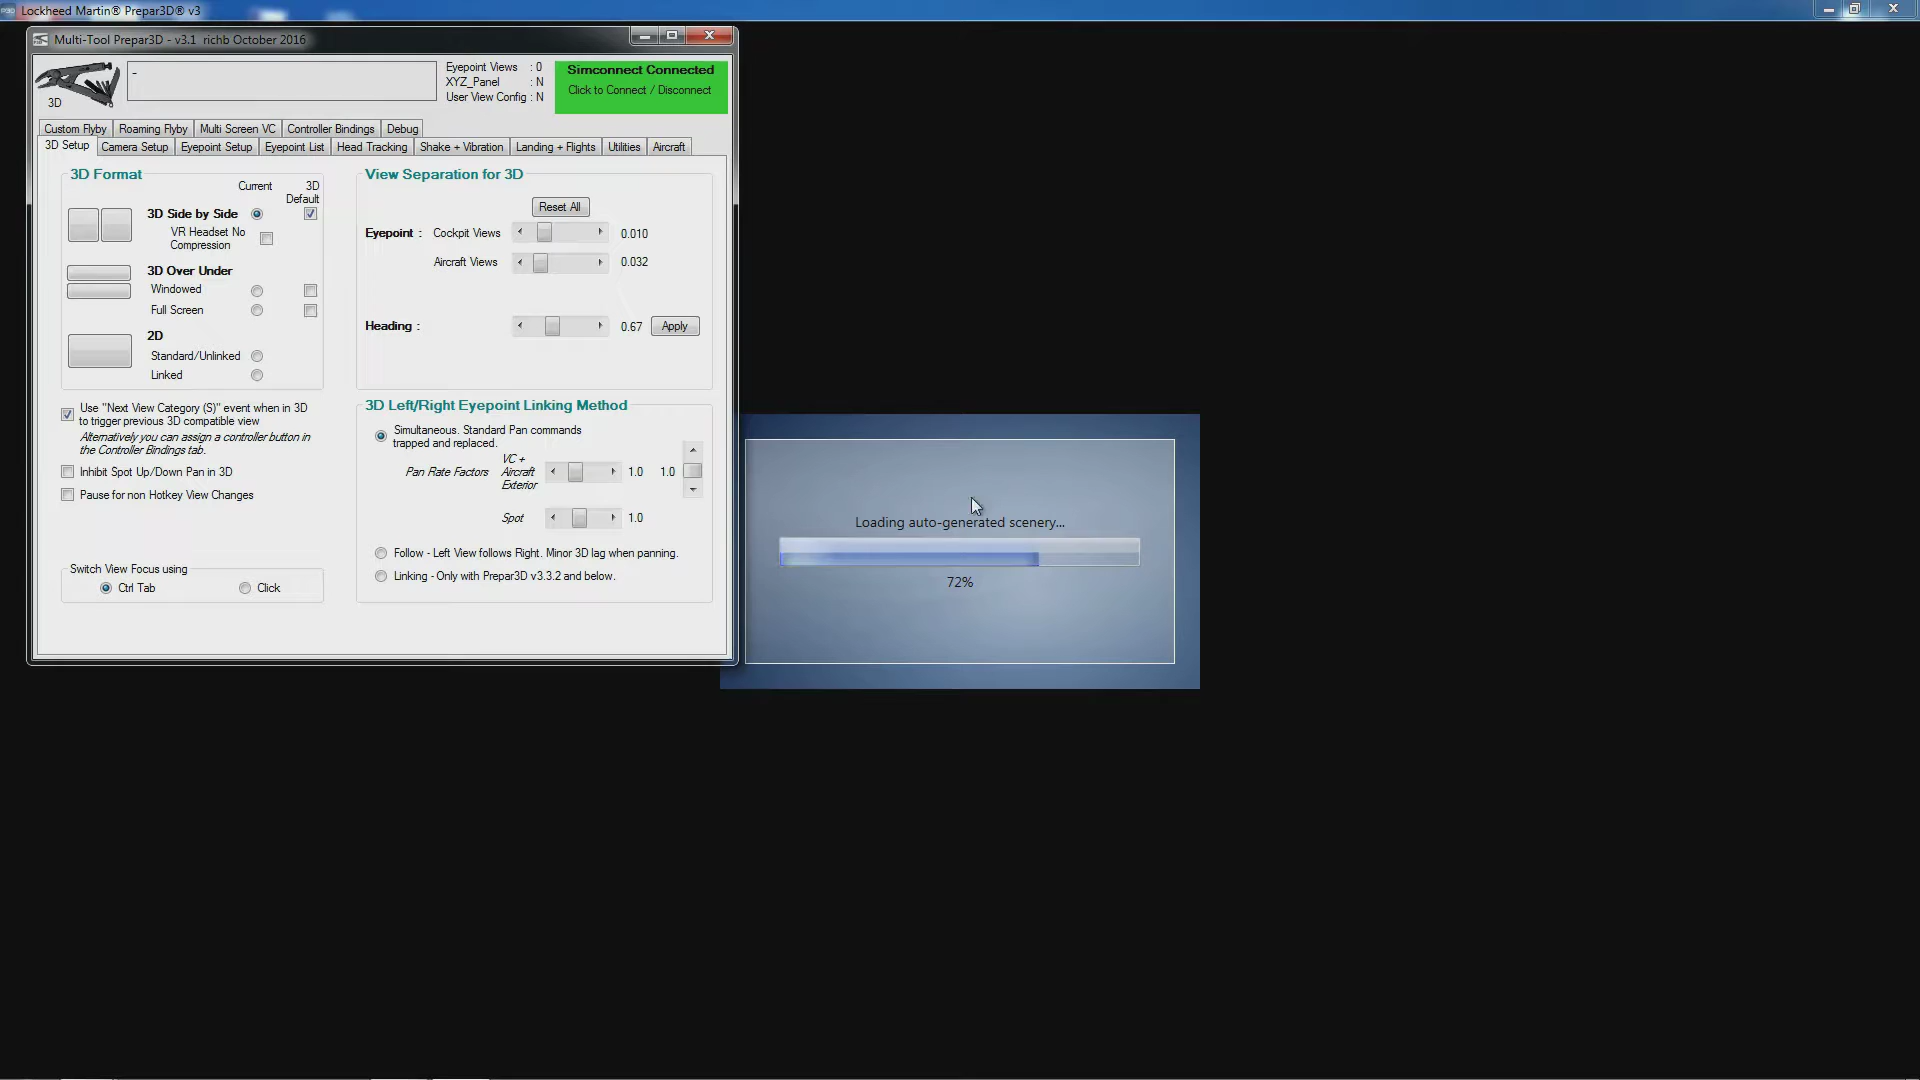 Lockheed Martin® Prepar3D® v3
Multi-Tool Prepar3D - v3.1 richb October 2016
3D
-
Eyepoint Views : 0
XYZ_Panel : N
User View Config : N
Simconnect Connected
Click to Connect / Disconnect
Custom Flyby Roaming Flyby Multi Screen VC Controller Bindings Debug
3D Setup Camera Setup Eyepoint Setup Eyepoint List Head Tracking Shake + Vibration Landing + Flights Utilities Aircraft
3D Format
Current 3D
Default
3D Side by Side
VR Headset No
Compression
3D Over Under
Windowed
Full Screen
2D
Standard/Unlinked
Linked
Use "Next View Category (S)" event when in 3D
to trigger previous 3D compatible view
Alternatively you can assign a controller button in
the Controller Bindings tab.
Inhibit Spot Up/Down Pan in 3D
Pause for non Hotkey View Changes
Switch View Focus using
Ctrl Tab Click
View Separation for 3D
Reset All
Eyepoint : Cockpit Views 0.010
Aircraft Views 0.032
Heading : 0.67 Apply
3D Left/Right Eyepoint Linking Method
Simultaneous. Standard Pan commands
trapped and replaced.
Pan Rate Factors VC +
Aircraft
Exterior 1.0 1.0
Spot 1.0
Follow - Left View follows Right. Minor 3D lag when panning.
Linking - Only with Prepar3D v3.3.2 and below.
Loading auto-generated scenery...
72%